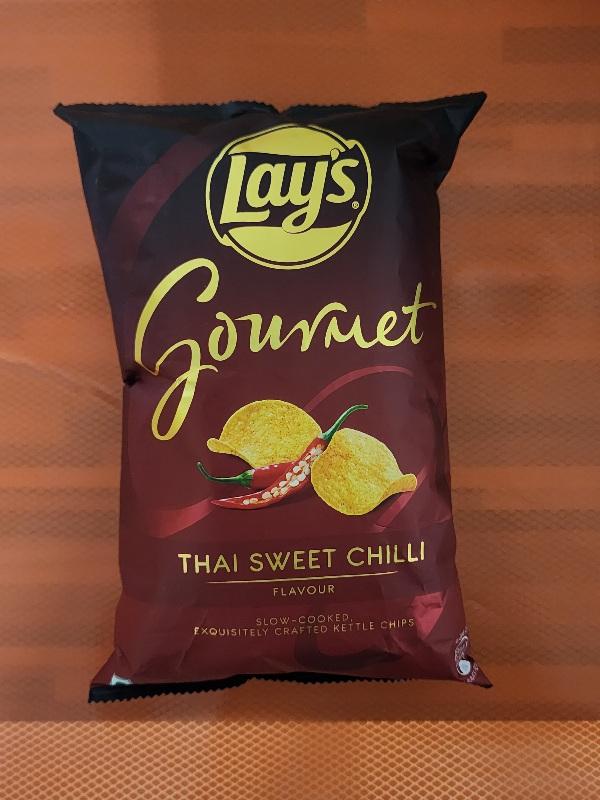 Lay's®
Gourmet
THAI SWEET CHILLI
FLAVOUR
SLOW-COOKED,
EXQUISITELY CRAFTED KETTLE CHIPS